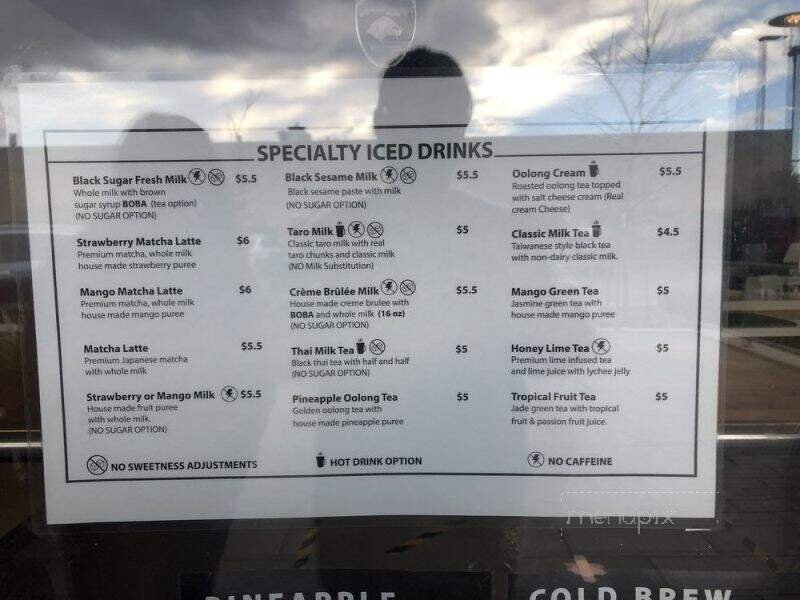 SPECIALTY ICED DRINKS
Black Sugar Fresh Milk $5.5
Whole milk with brown
sugar syrup BOBA (tea option)
(NO SUGAR OPTION)
Strawberry Matcha Latte $6
Premium matcha, whole milk
house made strawberry puree
Mango Matcha Latte $6
Premium matcha, whole milk
house made mango puree
Matcha Latte $5.5
Premium Japanese matcha
with whole milk
Strawberry or Mango Milk $5.5
House made fruit puree
with whole milk.
(NO SUGAR OPTION)
Black Sesame Milk $5.5
Black sesame paste with milk
(NO SUGAR OPTION)
Taro Milk $5
Classic taro milk with real
taro chunks and classic milk
(NO Milk Substitution)
Crème Brûlée Milk $5.5
House made creme brulee with
BOBA and whole milk (16 oz)
(NO SUGAR OPTION)
Thai Milk Tea $5
Black thai tea with half and half
(NO SUGAR OPTION)
Pineapple Oolong Tea $5
Golden oolong tea with
house made pineapple puree
Oolong Cream $5.5
Roasted oolong tea topped
with salt cheese cream (Real
cream Cheese)
Classic Milk Tea $4.5
Taiwanese style black tea
with non-dairy classic milk.
Mango Green Tea $5
Jasmine green tea with
house made mango puree
Honey Lime Tea $5
Premium lime infused tea
and lime juice with lychee jelly
Tropical Fruit Tea $5
Jade green tea with tropical
fruit & passion fruit juice.
NO SWEETNESS ADJUSTMENTS
HOT DRINK OPTION
NO CAFFEINE
menupix
PINEAPPLE
COLD BREW